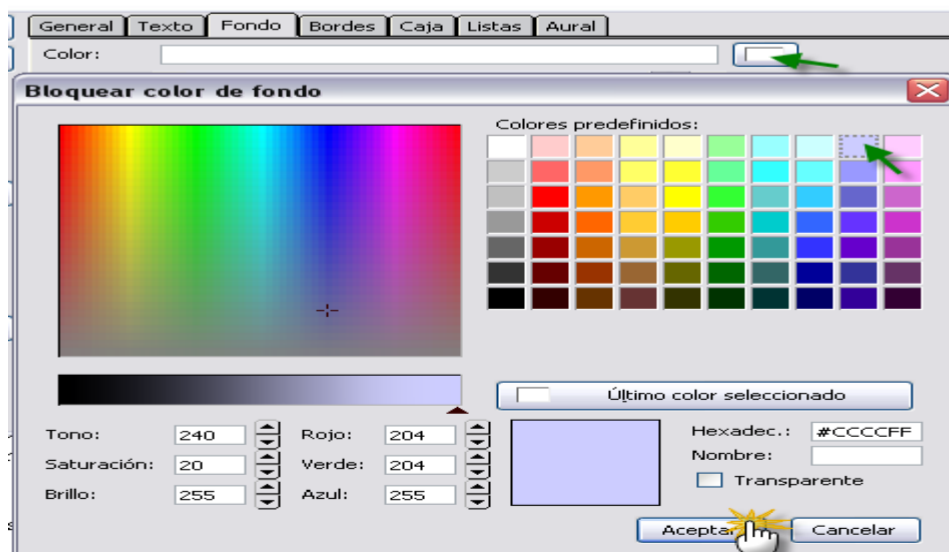 General Texto Fondo Bordes Caja Listas Aural
Color:
Bloquear color de fondo
Colores predefinidos:
Último color seleccionado
Tono: 240 Rojo: 204 Hexadec.: #CCCCFF
Saturación: 20 Verde: 204 Nombre:
Transparente
Brillo: 255 Azul: 255
Aceptar Cancelar